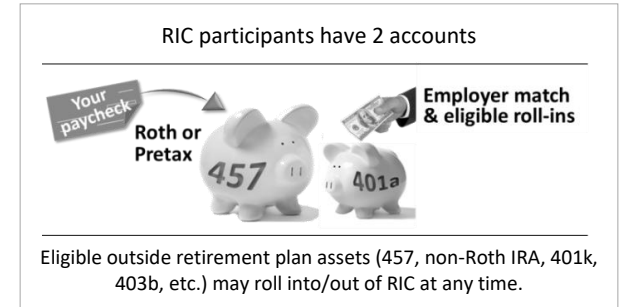 RIC participants have 2 accounts
Your
paycheck
Roth or
Pretax
457
Employer match
& eligible roll-ins
401a
Eligible outside retirement plan assets (457, non-Roth IRA, 401k,
403b, etc.) may roll into/out of RIC at any time.